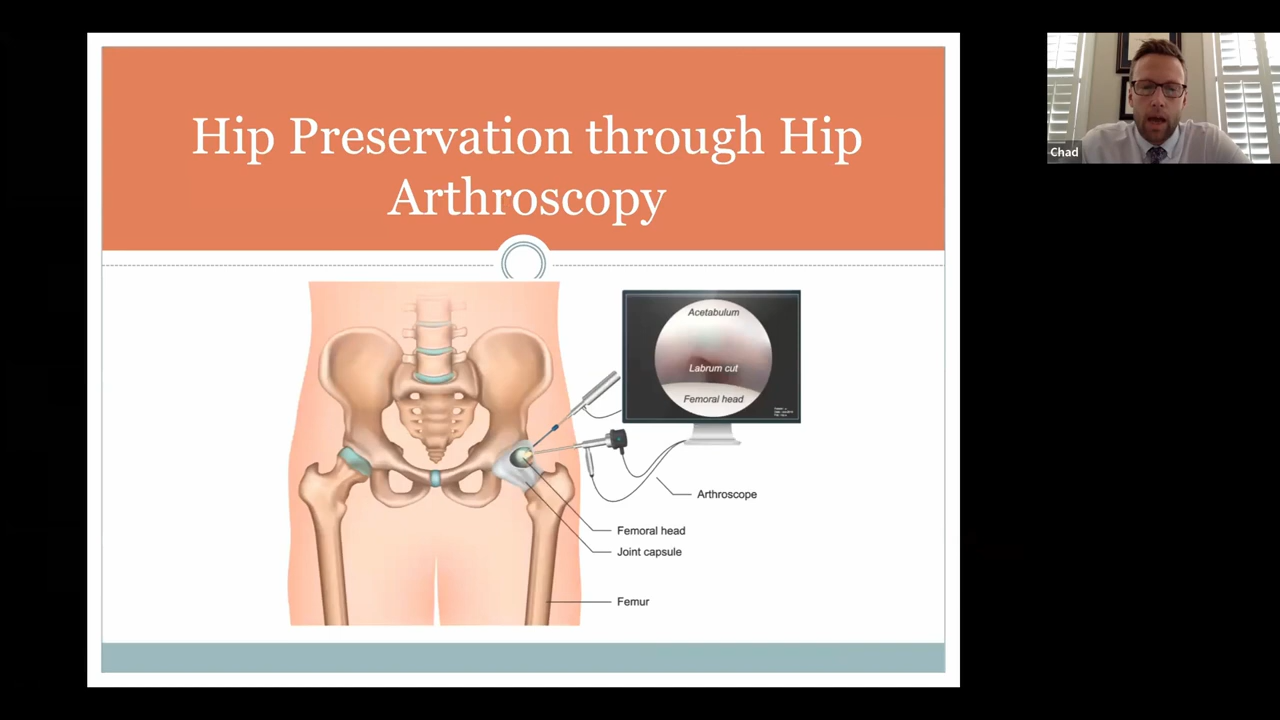 Hip Preservation through Hip
Arthroscopy
Acetabulum
Labrum cut
Femoral head
Arthroscope
Femoral head
Joint capsule
Femur
Chad